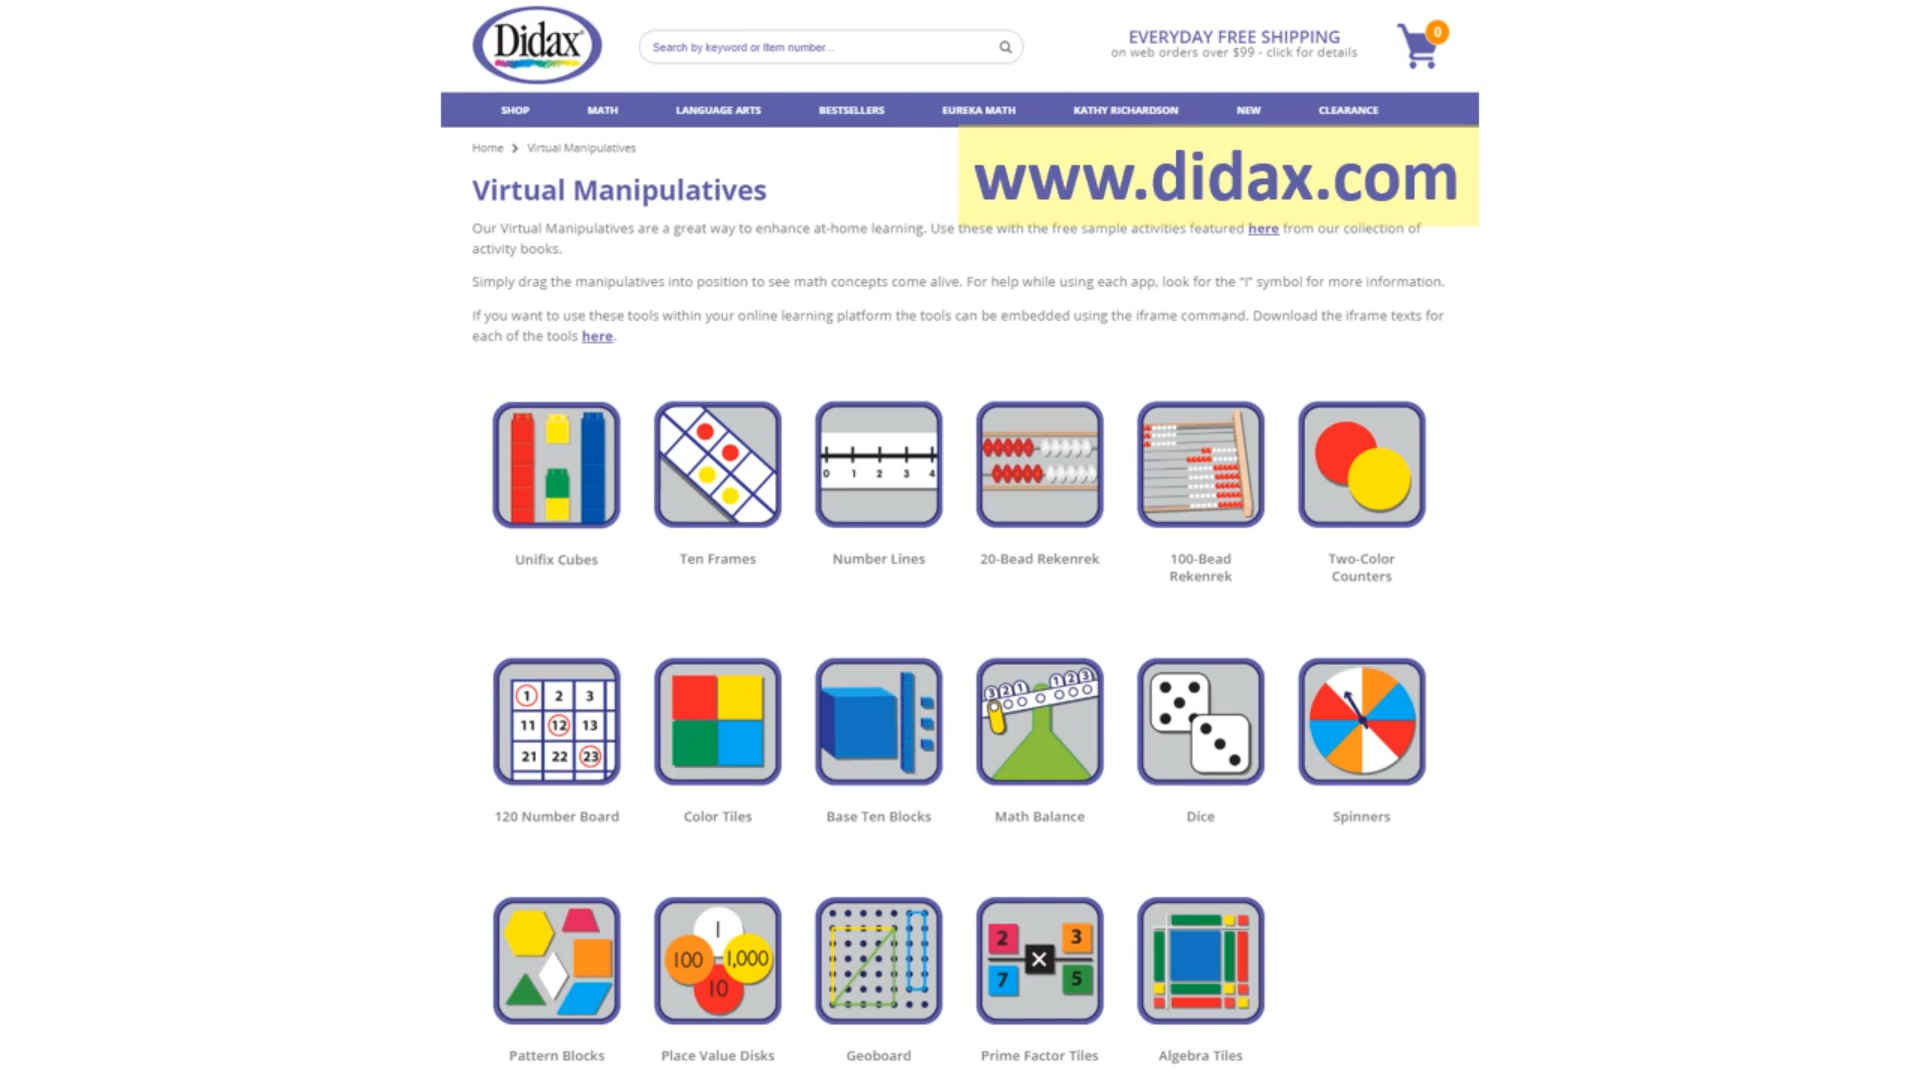 Didax
Search by keyword or Item number...
EVERYDAY FREE SHIPPING
on web orders over $99 - click for details
0
SHOP MATH LANGUAGE ARTS BESTSELLERS EUREKA MATH KATHY RICHARDSON NEW CLEARANCE
Home > Virtual Manipulatives
www.didax.com
Virtual Manipulatives
Our Virtual Manipulatives are a great way to enhance at-home learning. Use these with the free sample activities featured here from our collection of
activity books.
Simply drag the manipulatives into position to see math concepts come alive. For help while using each app, look for the "I" symbol for more information.
If you want to use these tools within your online learning platform the tools can be embedded using the iframe command. Download the iframe texts for
each of the tools here.
0 1 2 3 4
Unifix Cubes
Ten Frames
Number Lines
20-Bead Rekenrek
100-Bead
Rekenrek
Two-Color
Counters
1 2 3
11 12 13
21 22 23
3 2 1 1 2 3
120 Number Board
Color Tiles
Base Ten Blocks
Math Balance
Dice
Spinners
1
100 1,000
10
2 3
×
7 5
Pattern Blocks
Place Value Disks
Geoboard
Prime Factor Tiles
Algebra Tiles